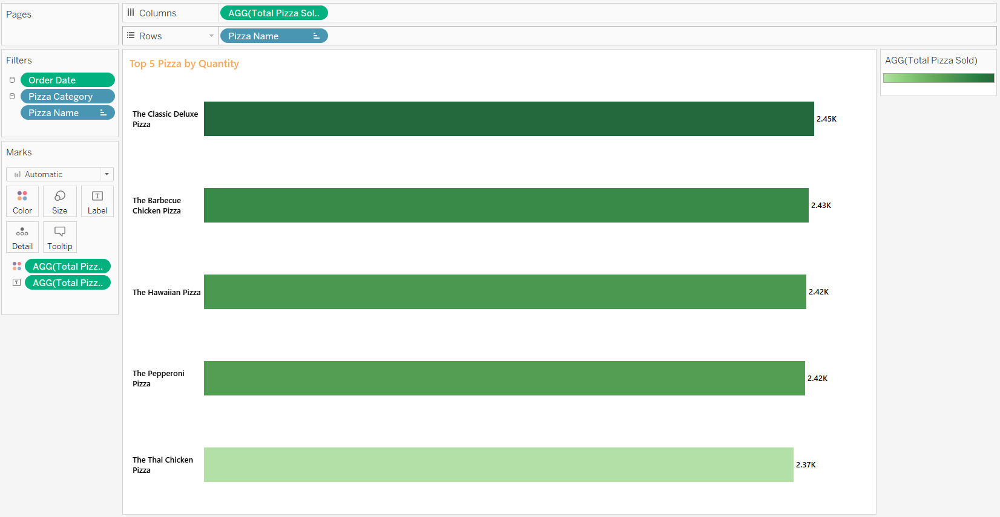 Pages
Columns
AGG(Total Pizza Sol..
Rows
Pizza Name
Filters
Order Date
Pizza Category
Pizza Name
Marks
Automatic
Color
Size
Label
Detail
Tooltip
AGG(Total Pizz..
AGG(Total Pizz..
Top 5 Pizza by Quantity
The Classic Deluxe
Pizza
2.45K
The Barbecue
Chicken Pizza
2.43K
The Hawaiian Pizza
2.42K
The Pepperoni
Pizza
2.42K
The Thai Chicken
Pizza
2.37K
AGG(Total Pizza Sold)